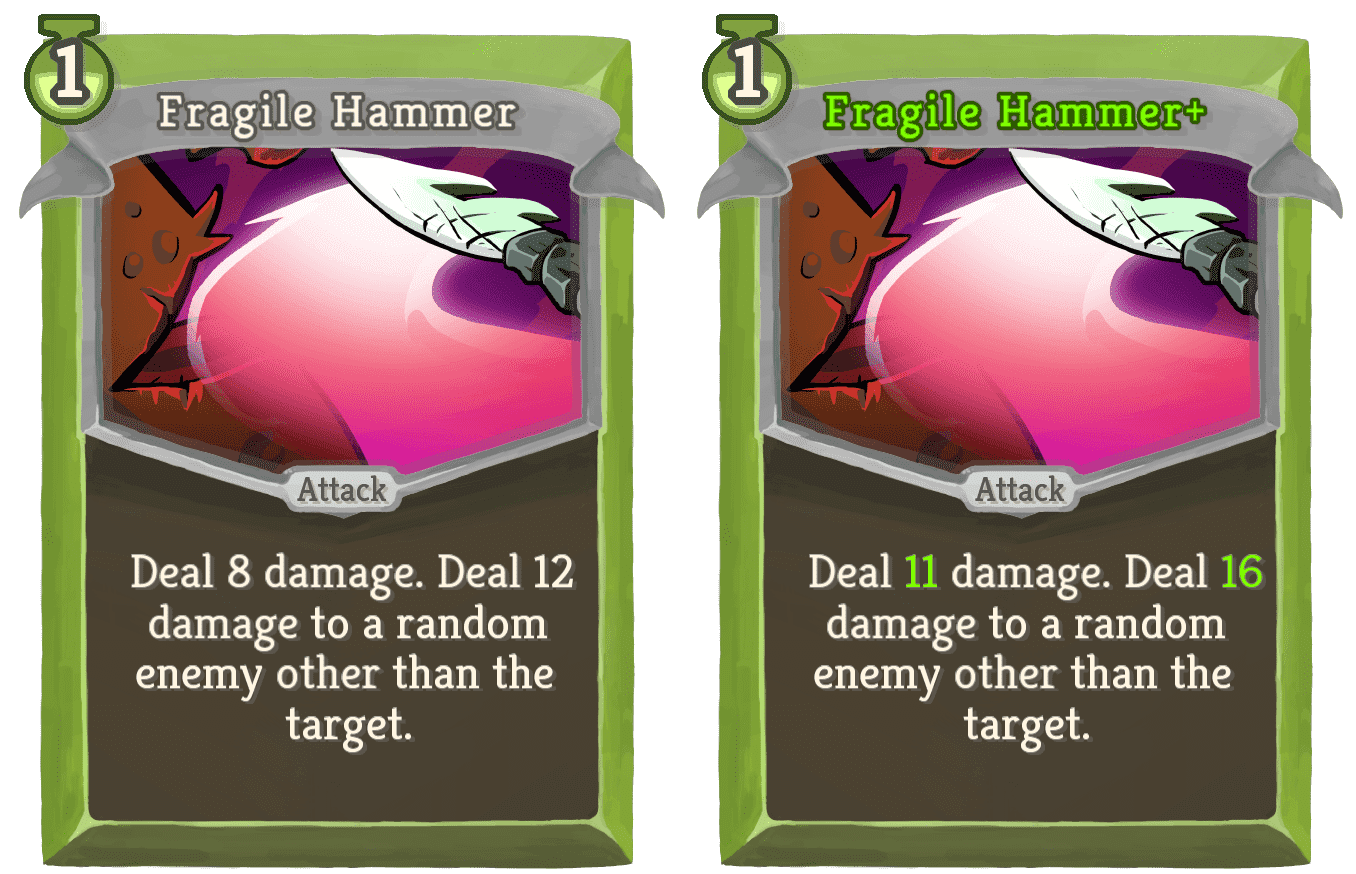 1
Fragile Hammer
Attack
Deal 8 damage. Deal 12
damage to a random
enemy other than the
target.
1
Fragile Hammer+
Attack
Deal 11 damage. Deal 16
damage to a random
enemy other than the
target.